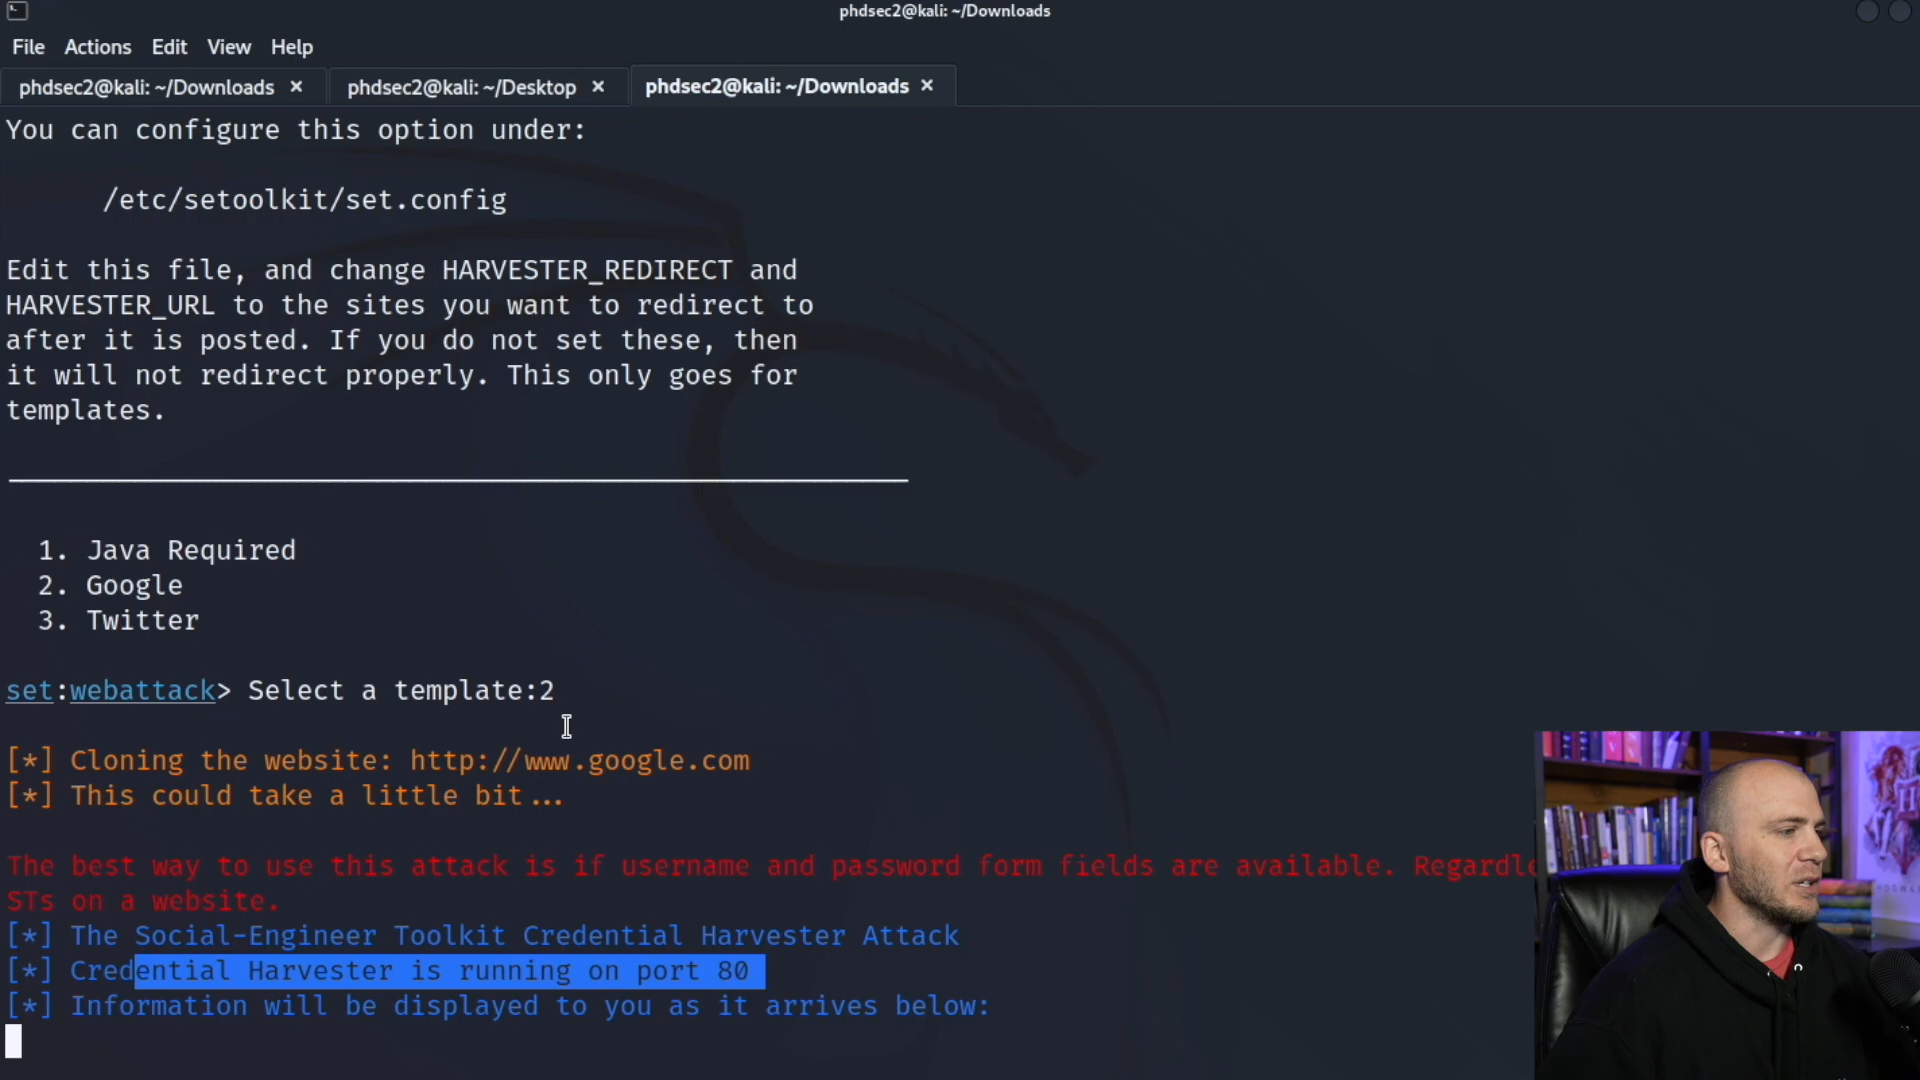 phdsec2@kali: ~/Downloads
File Actions Edit View Help
phdsec2@kali: ~/Downloads × phdsec2@kali: ~/Desktop × phdsec2@kali: ~/Downloads ×
You can configure this option under:
/etc/setoolkit/set.config
Edit this file, and change HARVESTER_REDIRECT and
HARVESTER_URL to the sites you want to redirect to
after it is posted. If you do not set these, then
it will not redirect properly. This only goes for
templates.
1. Java Required
2. Google
3. Twitter
set:webattack> Select a template:2
[*] Cloning the website: http://www.google.com
[*] This could take a little bit...
The best way to use this attack is if username and password form fields are available. Regardle
STs on a website.
[*] The Social-Engineer Toolkit Credential Harvester Attack
[*] Credential Harvester is running on port 80
[*] Information will be displayed to you as it arrives below: